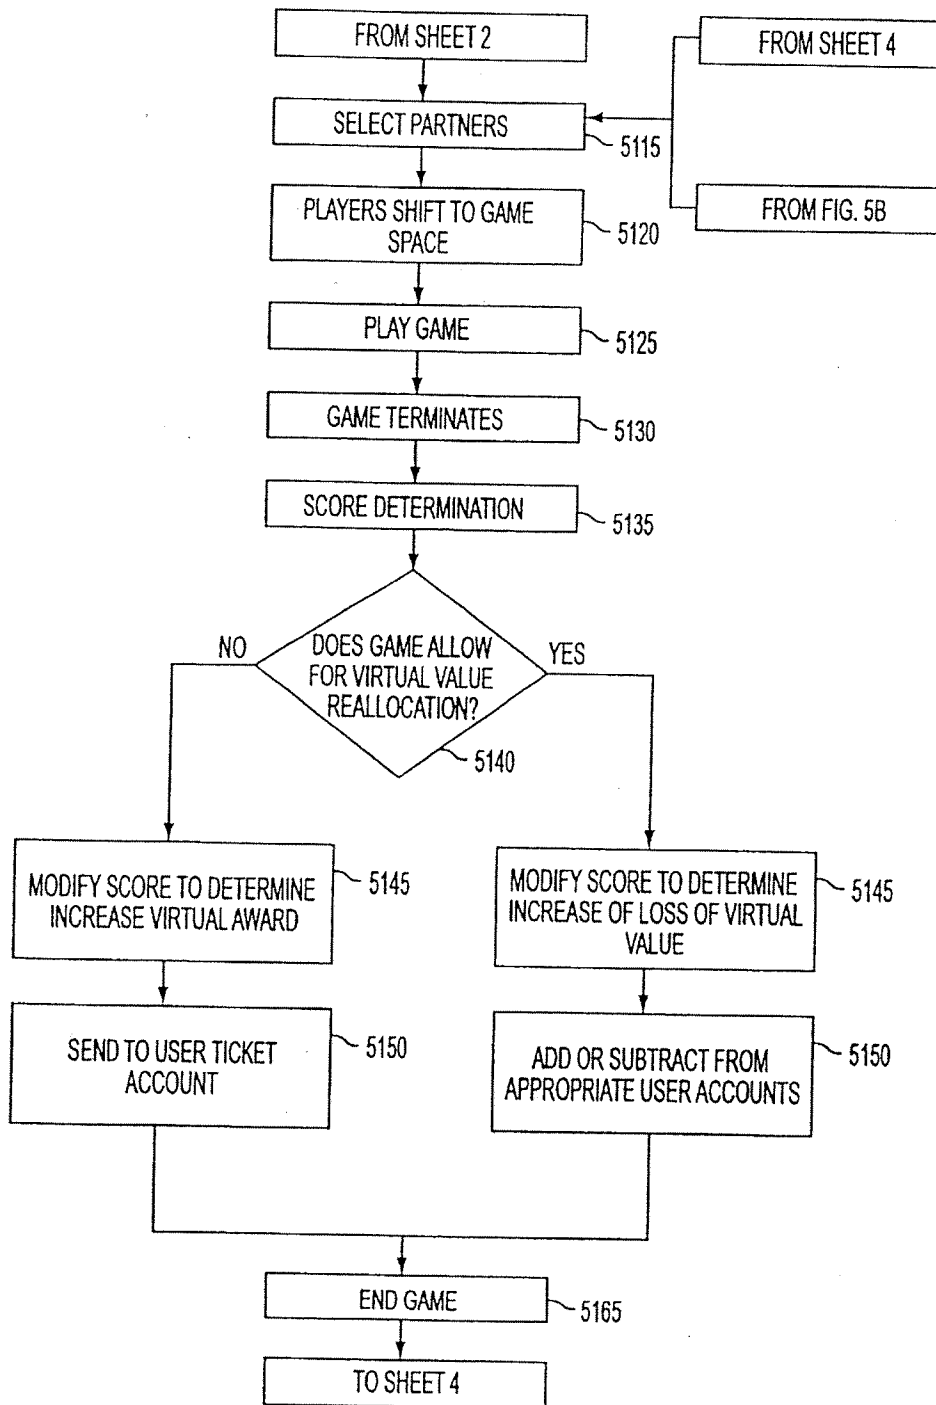 FROM SHEET 2
FROM SHEET 4
SELECT PARTNERS
5115
FROM FIG. 5B
PLAYERS SHIFT TO GAME
SPACE
5120
PLAY GAME
5125
GAME TERMINATES
5130
SCORE DETERMINATION
5135
NO
DOES GAME ALLOW
FOR VIRTUAL VALUE
REALLOCATION?
YES
5140
MODIFY SCORE TO DETERMINE
INCREASE VIRTUAL AWARD
5145
MODIFY SCORE TO DETERMINE
INCREASE OF LOSS OF VIRTUAL
VALUE
5145
SEND TO USER TICKET
ACCOUNT
5150
ADD OR SUBTRACT FROM
APPROPRIATE USER ACCOUNTS
5150
END GAME
5165
TO SHEET 4